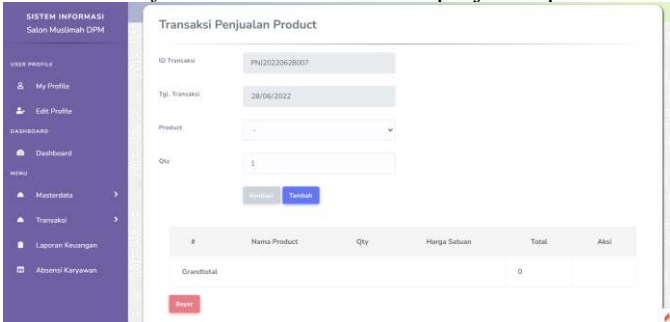 SISTEM INFORMASI
Salon Muslimah DPM
USER PROFILE
My Profile
Edit Profile
DASHBOARD
Dashboard
MENU
Masterdata
Transaksi
Laporan Keuangan
Absensi Karyawan
Transaksi Penjualan Product
ID Transaksi PNJ20220628007
Tgl. Transaksi 28/06/2022
Product -
Qty 1
Kembali Tambah
# Nama Product Qty Harga Satuan Total Aksi
Grandtotal 0
Bayar